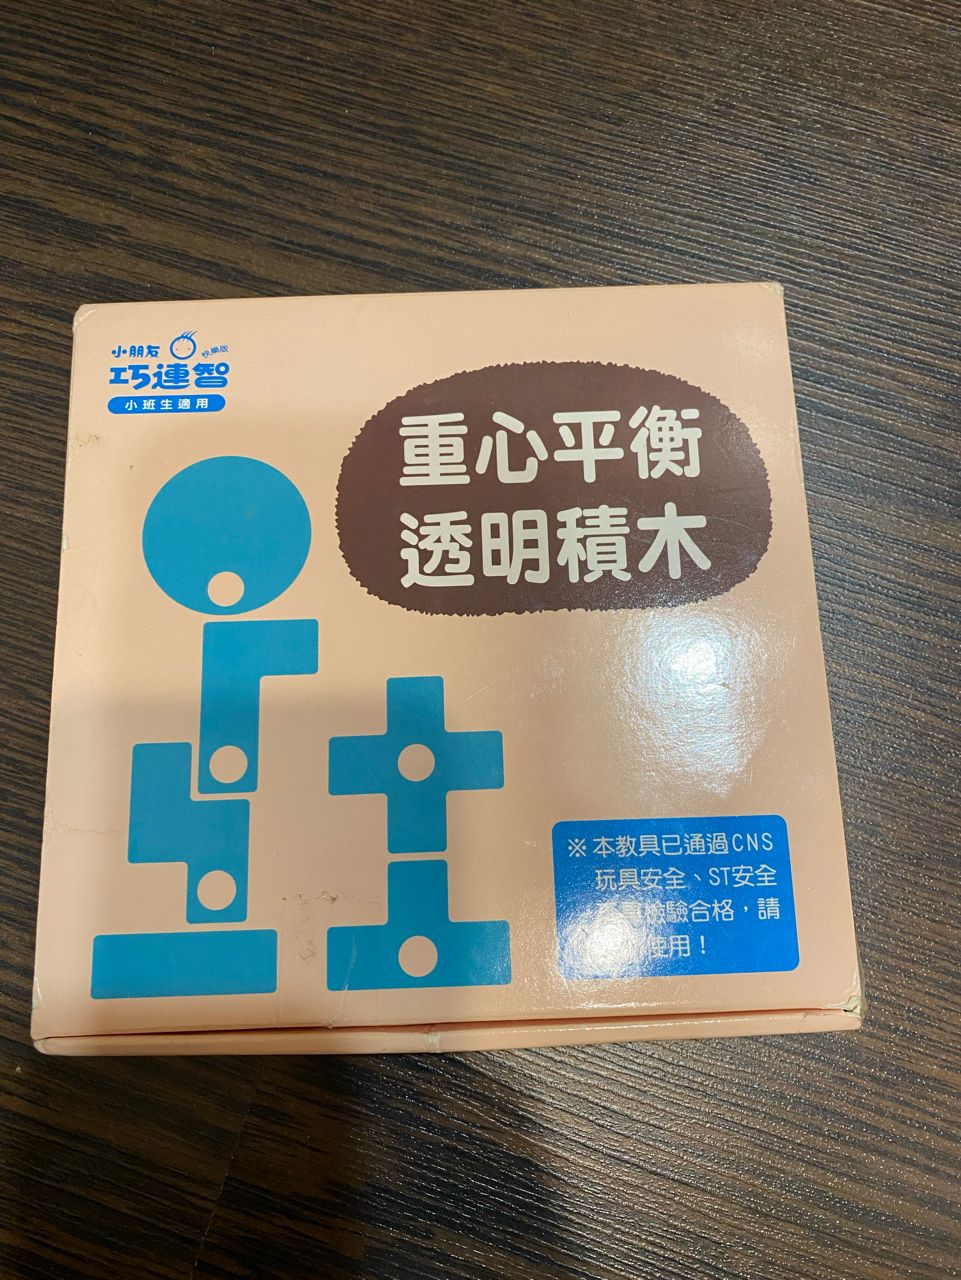 小朋友
快樂版
巧連智
小班生適用
重心平衡
透明積木
※本教具已通過CNS
玩具安全、ST安全
檢驗合格，請
使用！